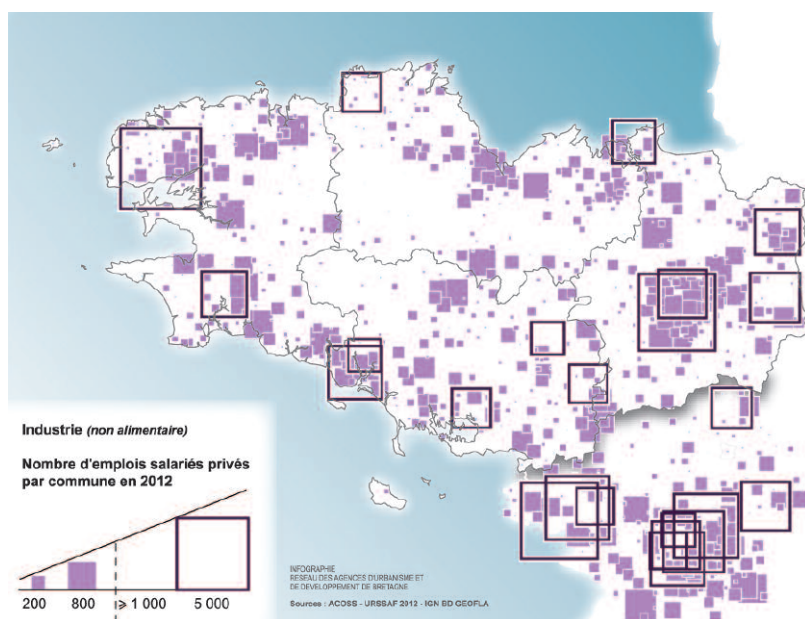 Industrie (non alimentaire)
Nombre d'emplois salariés privés
par commune en 2012
200 800 ⩾ 1 000 5 000
INFOGRAPHIE
RESEAU DES AGENCES D'URBANISME ET
DE DEVELOPPEMENT DE BRETAGNE
Sources : ACOSS - URSSAF 2012 - IGN BD GEOFLA